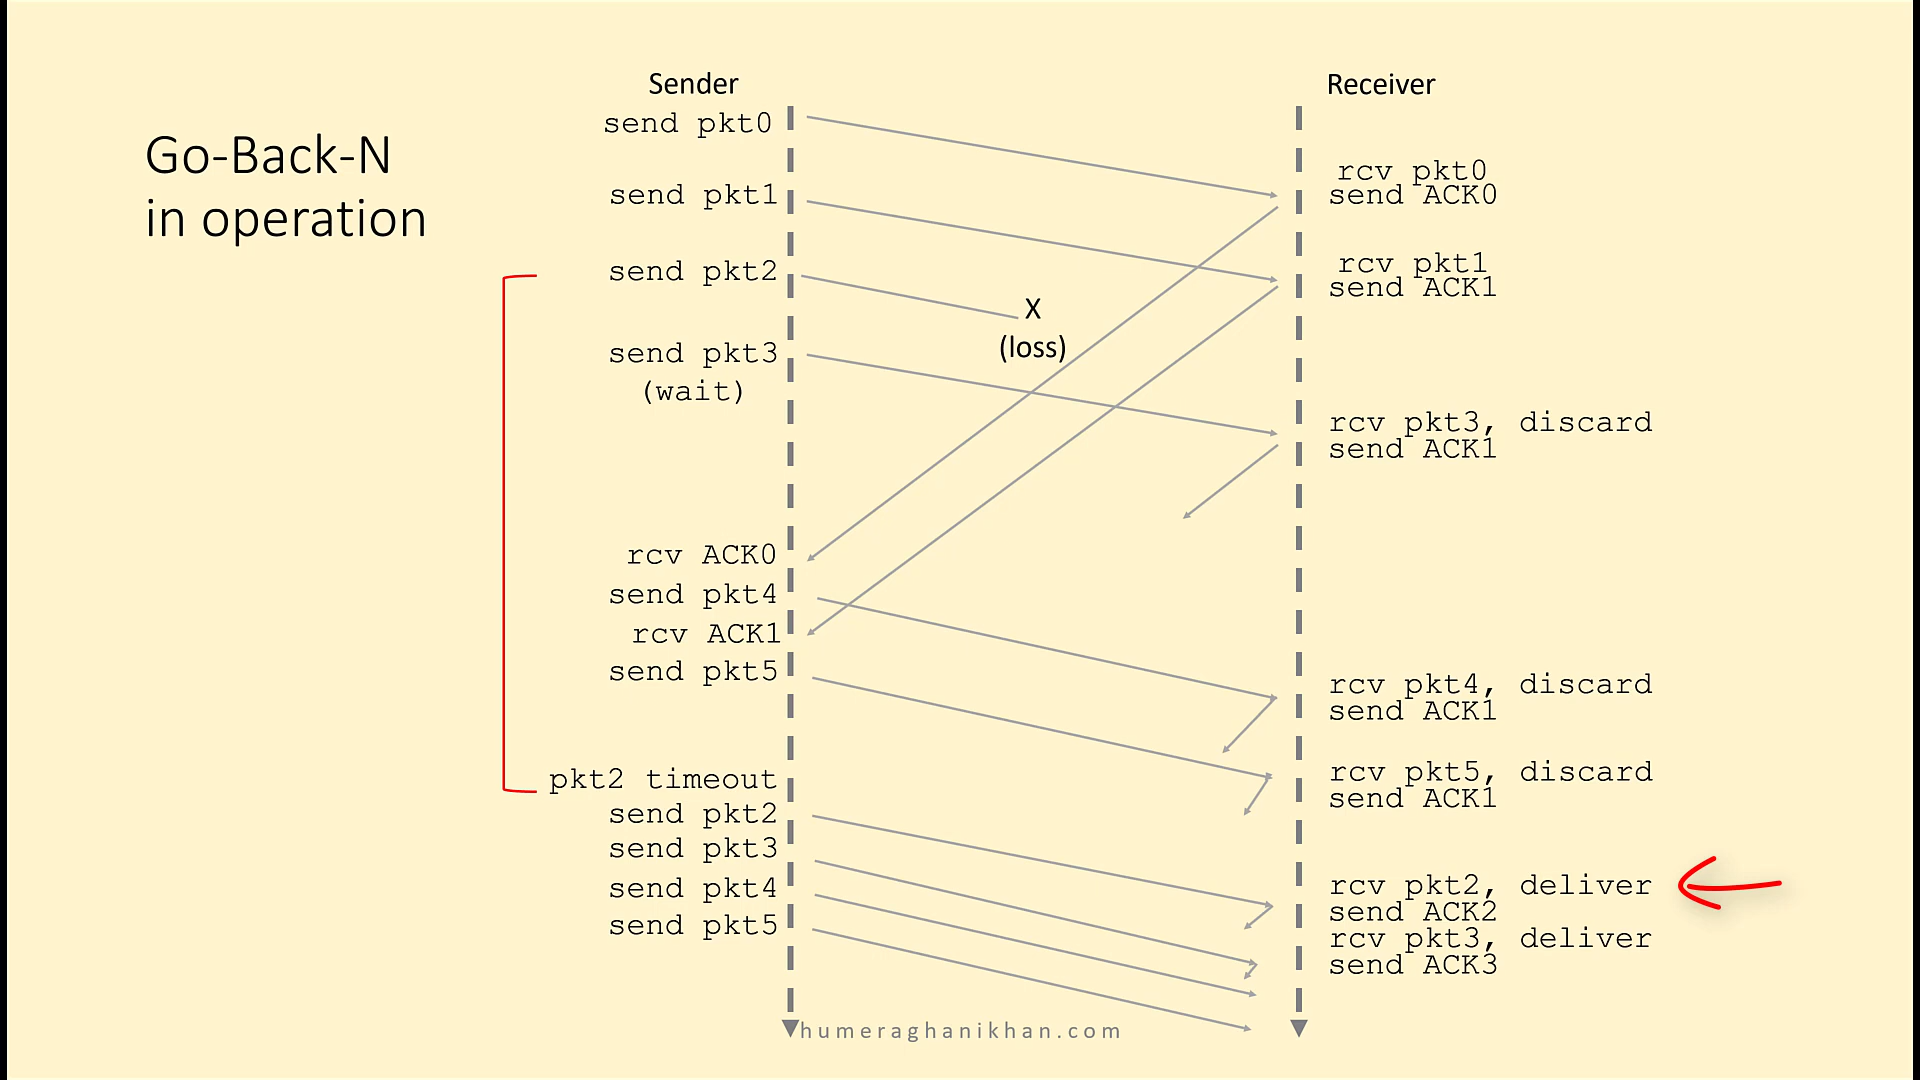 Go-Back-N
in operation
Sender
send pkt0
send pkt1
send pkt2
send pkt3
(wait)
rcv ACK0
send pkt4
rcv ACK1
send pkt5
pkt2 timeout
send pkt2
send pkt3
send pkt4
send pkt5
X
(loss)
Receiver
rcv pkt0
send ACK0
rcv pkt1
send ACK1
rcv pkt3, discard
send ACK1
rcv pkt4, discard
send ACK1
rcv pkt5, discard
send ACK1
rcv pkt2, deliver
send ACK2
rcv pkt3, deliver
send ACK3
humeraghanikhan.com